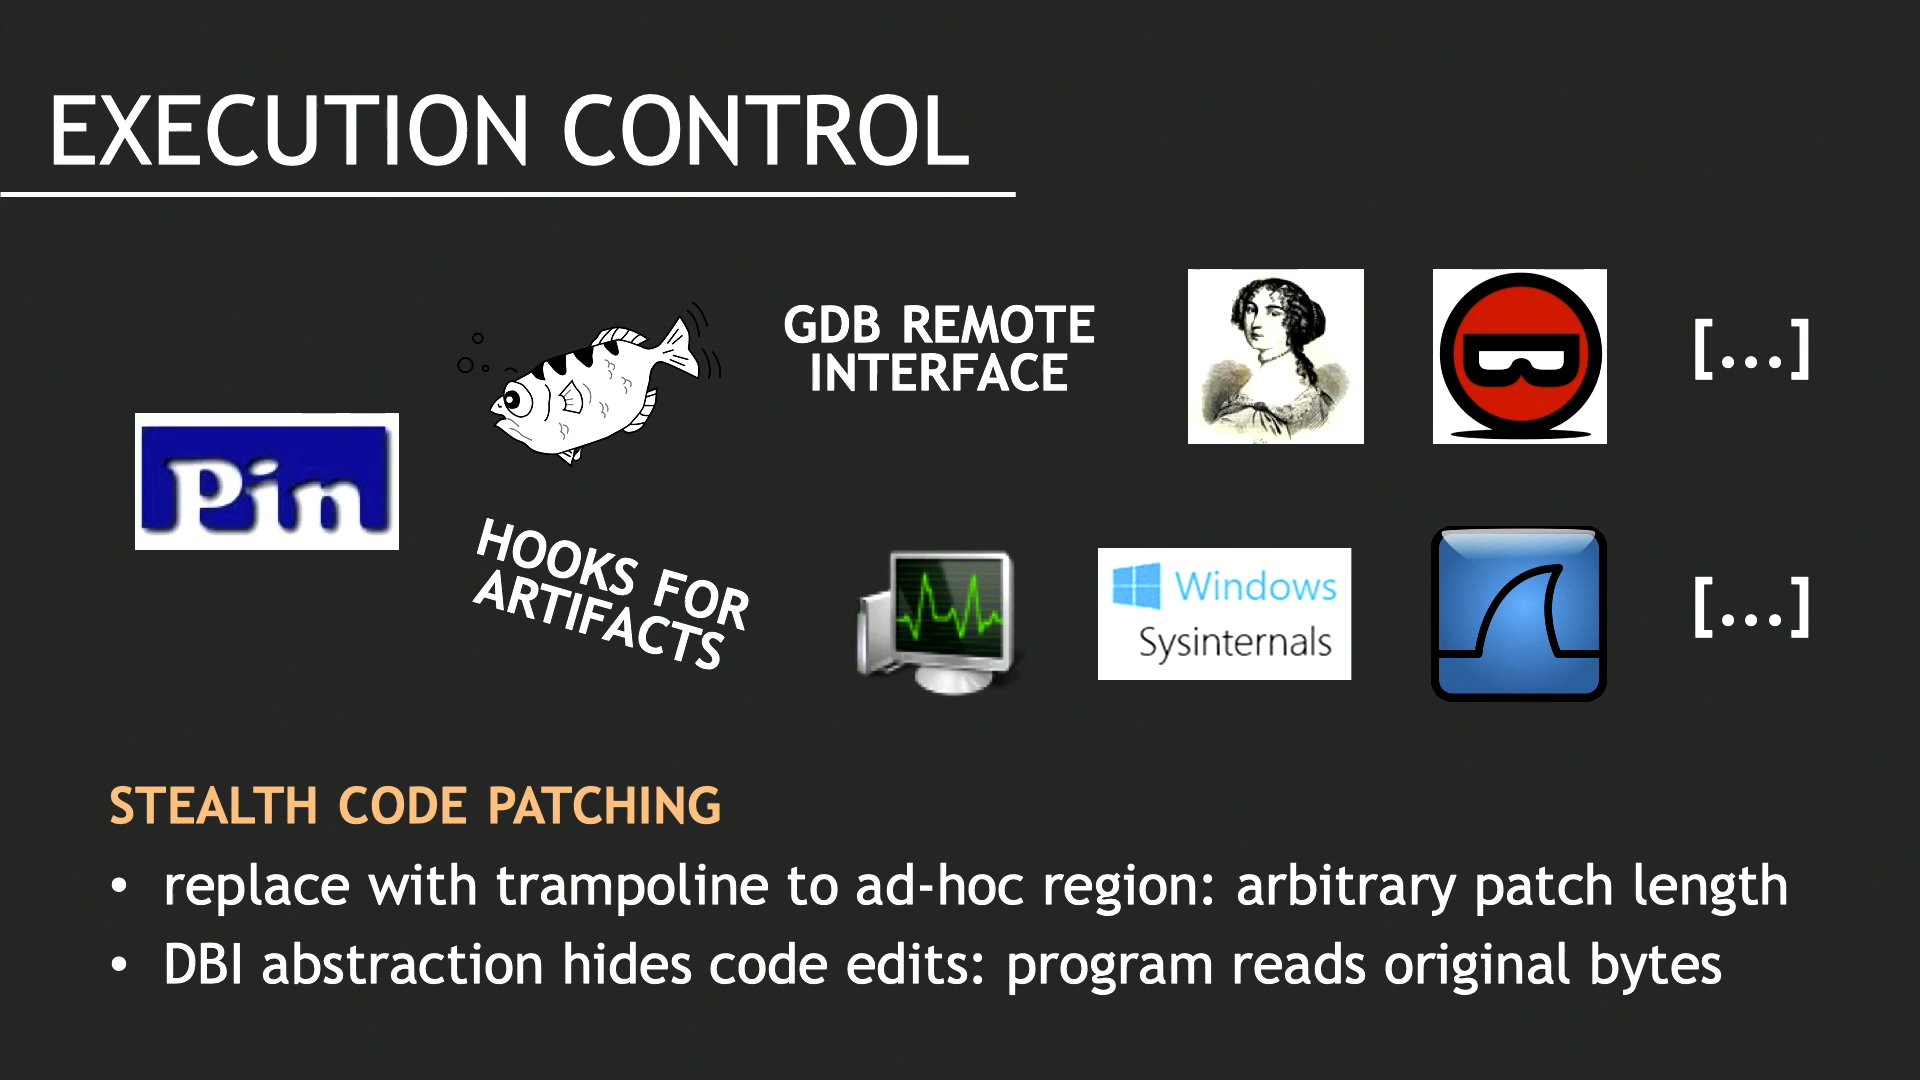 EXECUTION CONTROL
GDB REMOTE
INTERFACE
[...]
Pin
HOOKS FOR
ARTIFACTS
Windows
Sysinternals
[...]
STEALTH CODE PATCHING
• replace with trampoline to ad-hoc region: arbitrary patch length
• DBI abstraction hides code edits: program reads original bytes